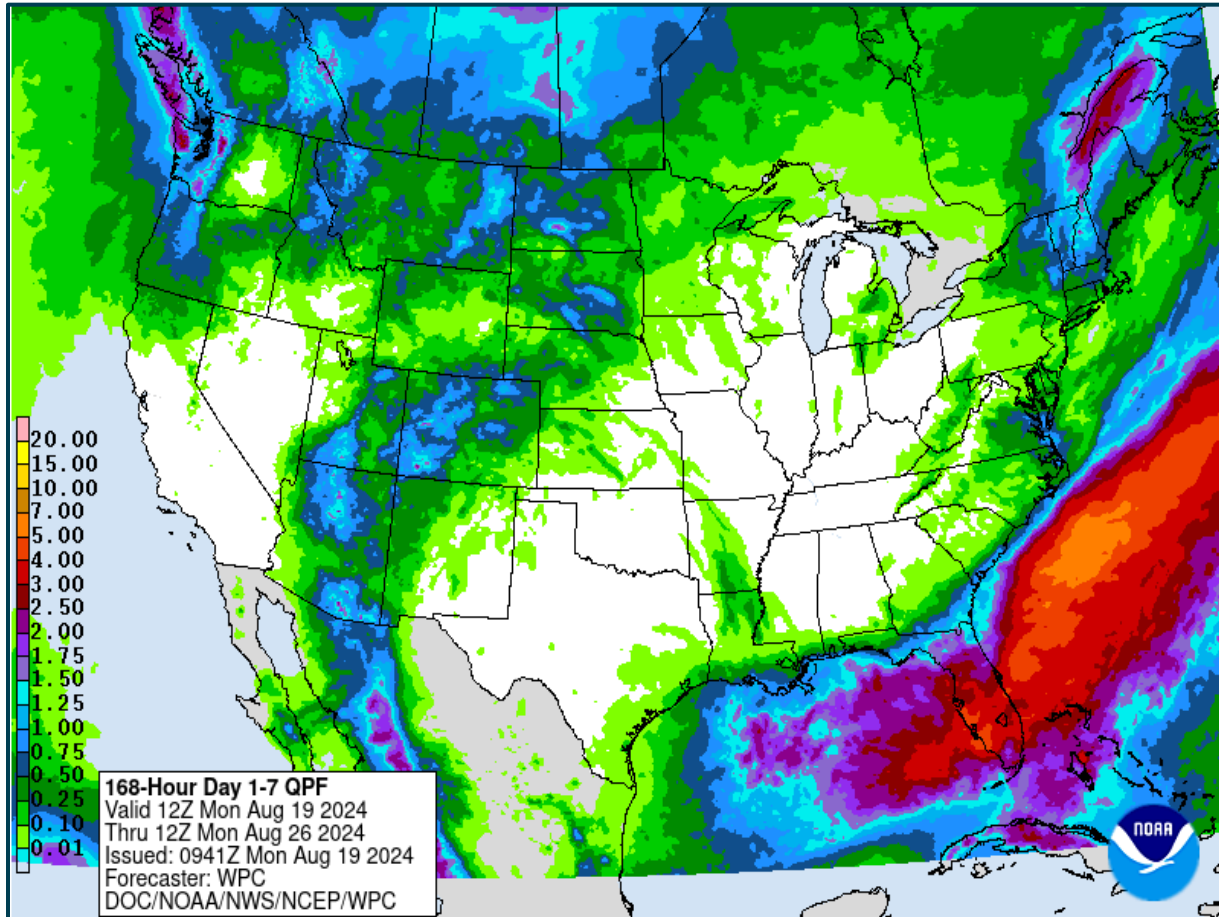 20.00
15.00
10.00
7.00
5.00
4.00
3.00
2.50
2.00
1.75
1.50
1.25
1.00
0.75
0.50
0.25
0.10
0.01
168-Hour Day 1-7 QPF
Valid 12Z Mon Aug 19 2024
Thru 12Z Mon Aug 26 2024
Issued: 0941Z Mon Aug 19 2024
Forecaster: WPC
DOC/NOAA/NWS/NCEP/WPC
NOAA